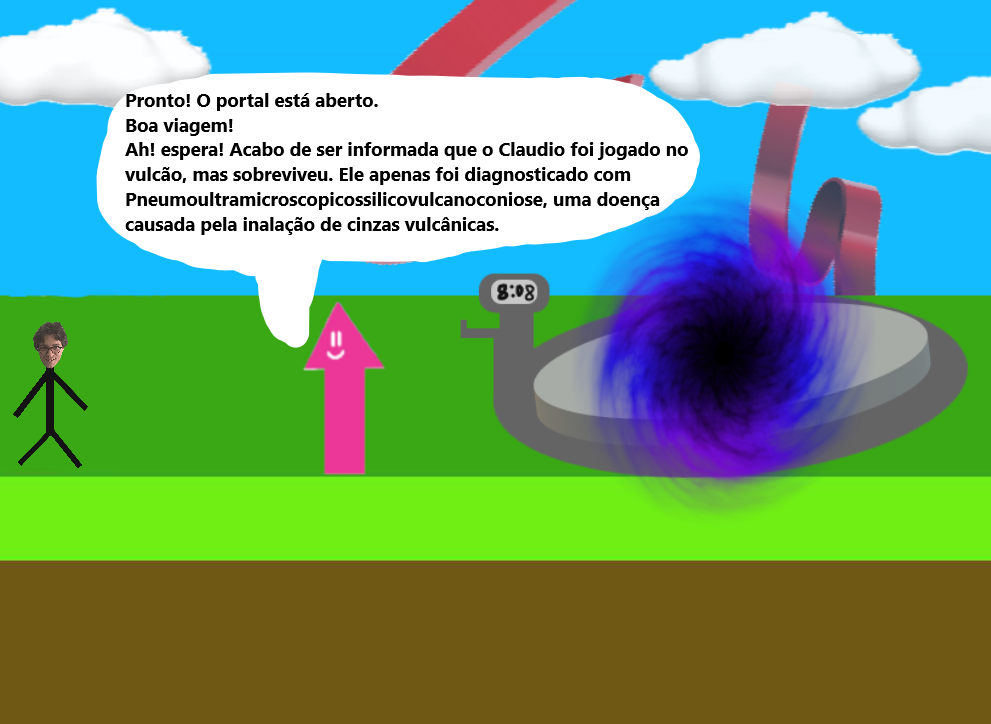 Pronto! O portal está aberto.
Boa viagem!
Ah! espera! Acabo de ser informada que o Claudio foi jogado no
vulcão, mas sobreviveu. Ele apenas foi diagnosticado com
Pneumoultramicroscopicossilicovulcanoconiose, uma doença
causada pela inalação de cinzas vulcânicas.
8:08